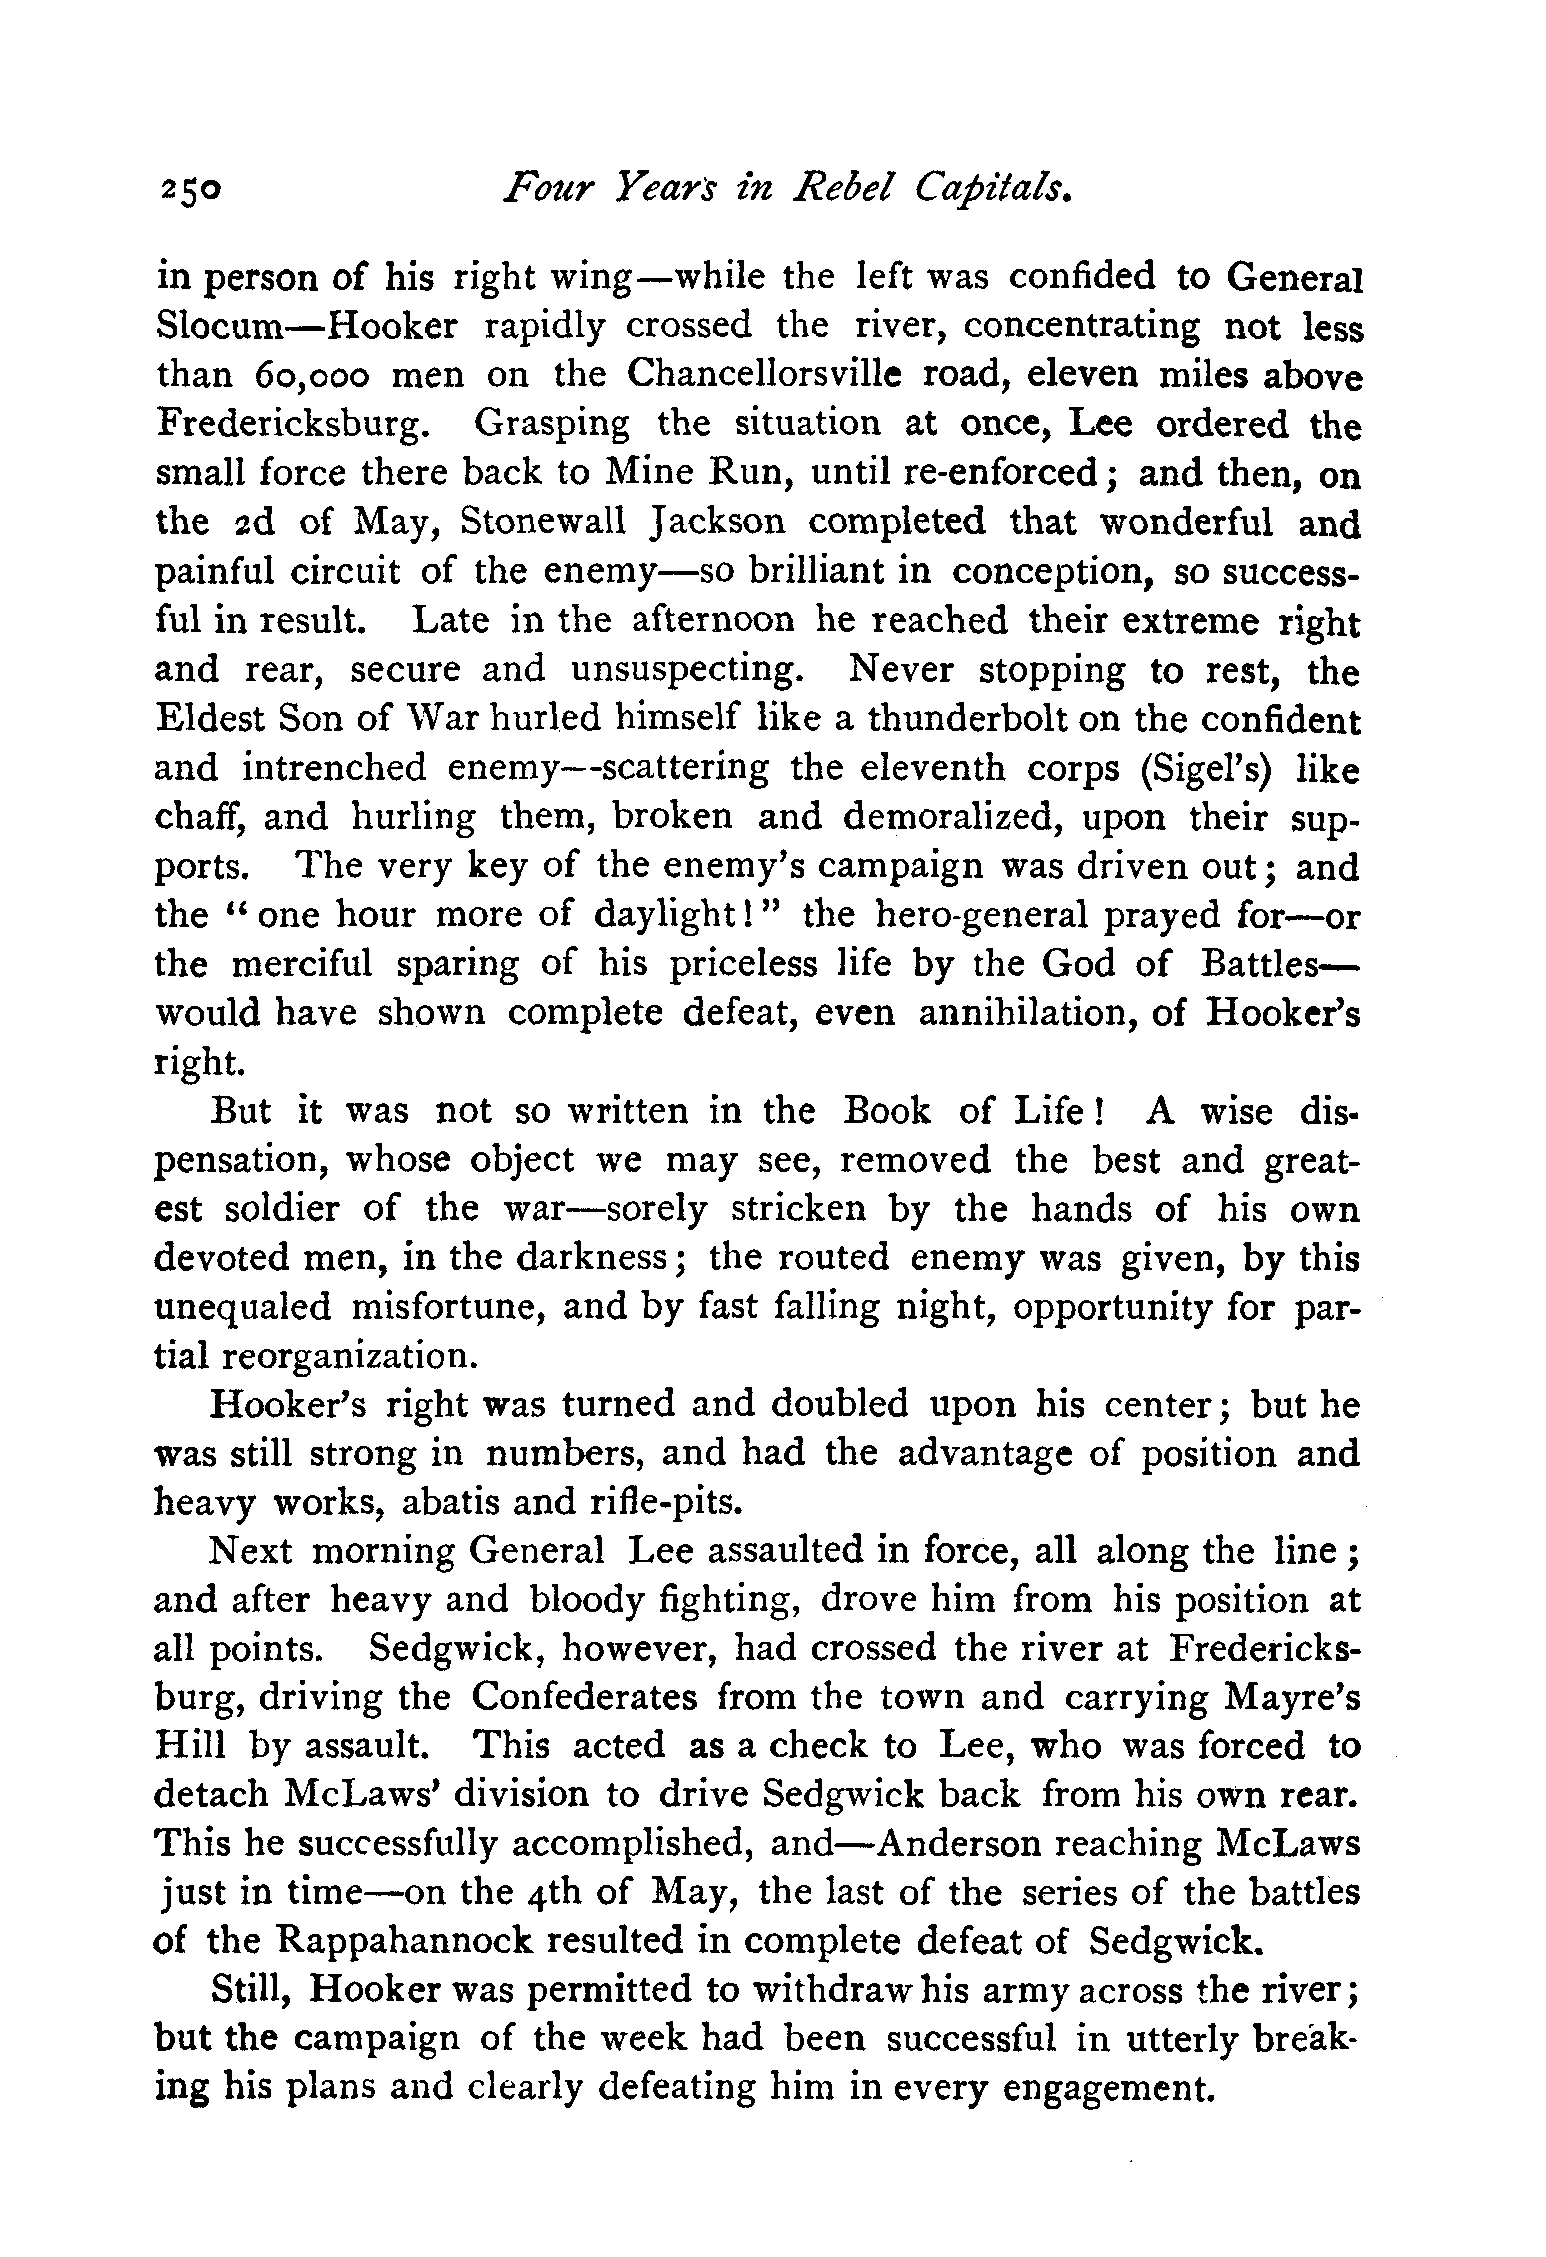 250 Four Years in Rebel Capitals.
in person of his right wing—while the left was confided to General
Slocum—Hooker rapidly crossed the river, concentrating not less
than 60,000 men on the Chancellorsville road, eleven miles above
Fredericksburg. Grasping the situation at once, Lee ordered the
small force there back to Mine Run, until re-enforced; and then, on
the 2d of May, Stonewall Jackson completed that wonderful and
painful circuit of the enemy—so brilliant in conception, so success-
ful in result. Late in the afternoon he reached their extreme right
and rear, secure and unsuspecting. Never stopping to rest, the
Eldest Son of War hurled himself like a thunderbolt on the confident
and intrenched enemy—scattering the eleventh corps (Sigel's) like
chaff, and hurling them, broken and demoralized, upon their sup-
ports. The very key of the enemy's campaign was driven out; and
the "one hour more of daylight!" the hero-general prayed for—or
the merciful sparing of his priceless life by the God of Battles—
would have shown complete defeat, even annihilation, of Hooker's
right.
But it was not so written in the Book of Life! A wise dis-
pensation, whose object we may see, removed the best and great-
est soldier of the war—sorely stricken by the hands of his own
devoted men, in the darkness; the routed enemy was given, by this
unequaled misfortune, and by fast falling night, opportunity for par-
tial reorganization.
Hooker's right was turned and doubled upon his center; but he
was still strong in numbers, and had the advantage of position and
heavy works, abatis and rifle-pits.
Next morning General Lee assaulted in force, all along the line;
and after heavy and bloody fighting, drove him from his position at
all points. Sedgwick, however, had crossed the river at Fredericks-
burg, driving the Confederates from the town and carrying Mayre's
Hill by assault. This acted as a check to Lee, who was forced to
detach McLaws' division to drive Sedgwick back from his own rear.
This he successfully accomplished, and—Anderson reaching McLaws
just in time—on the 4th of May, the last of the series of the battles
of the Rappahannock resulted in complete defeat of Sedgwick.
Still, Hooker was permitted to withdraw his army across the river;
but the campaign of the week had been successful in utterly break-
ing his plans and clearly defeating him in every engagement.